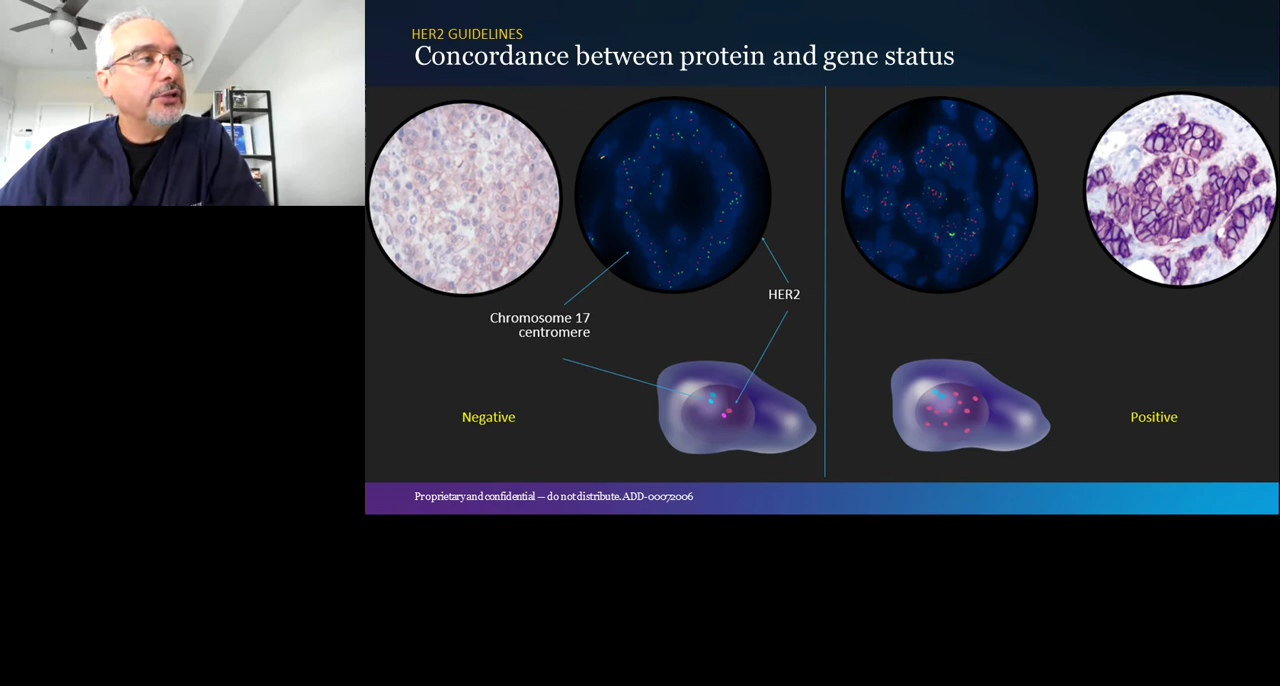 HER2 GUIDELINES
Concordance between protein and gene status
HER2
Chromosome 17
centromere
Negative
Positive
Proprietary and confidential — do not distribute. ADD-00072006